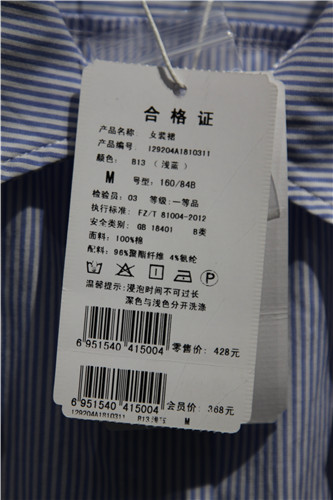 合格证
产品名称: 女套裙
产品编号: 129204A1810311
颜色: B13 (浅蓝)
M 号型: 160/84B
检验员: 03 等级: 一等品
执行标准: FZ/T 81004-2012
安全类别: GB 18401 B类
面料: 100%棉
配料: 96%聚酯纤维 4%氨纶
P
温馨提示: 浸泡时间不可过长
深色与浅色分开洗涤
6 951540 415004 零售价: 428元
6 951540 415004 会员价: 368元
129204A1810311 B13 M